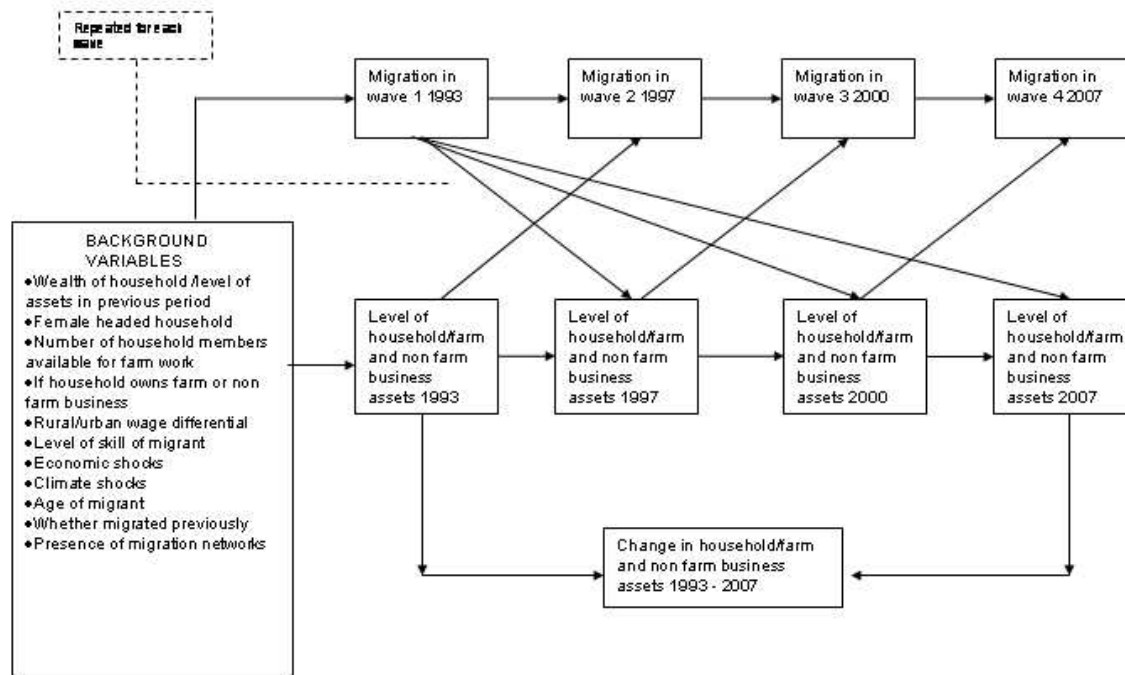 Repeated for each
wave
Migration in
wave 1 1993
Migration in
wave 2 1997
Migration in
wave 3 2000
Migration in
wave 4 2007
BACKGROUND
VARIABLES
●Wealth of household /level of
assets in previous period
●Female headed household
●Number of household members
available for farm work
●If household owns farm or non
farm business
●Rural/urban wage differential
●Level of skill of migrant
●Economic shocks
●Climate shocks
●Age of migrant
●Whether migrated previously
●Presence of migration networks
Level of
household/farm
and non farm
business
assets 1993
Level of
household/farm
and non farm
business
assets 1997
Level of
household/farm
and non farm
business
assets 2000
Level of
household/farm
and non farm
business
assets 2007
Change in household/farm
and non farm business
assets 1993 - 2007